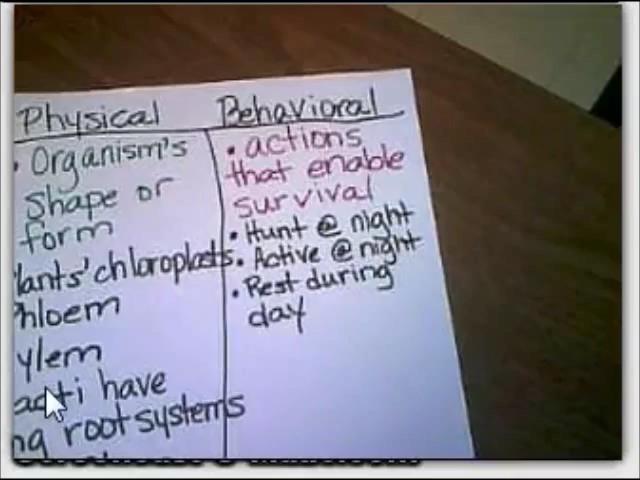 Physical
Behavioral
• Organism's
shape or
form
lants' chloroplasts
hloem
ylem
acti have
ng root systems
• actions
that enable
survival
• Hunt @ night
• Active @ night
• Rest during
day